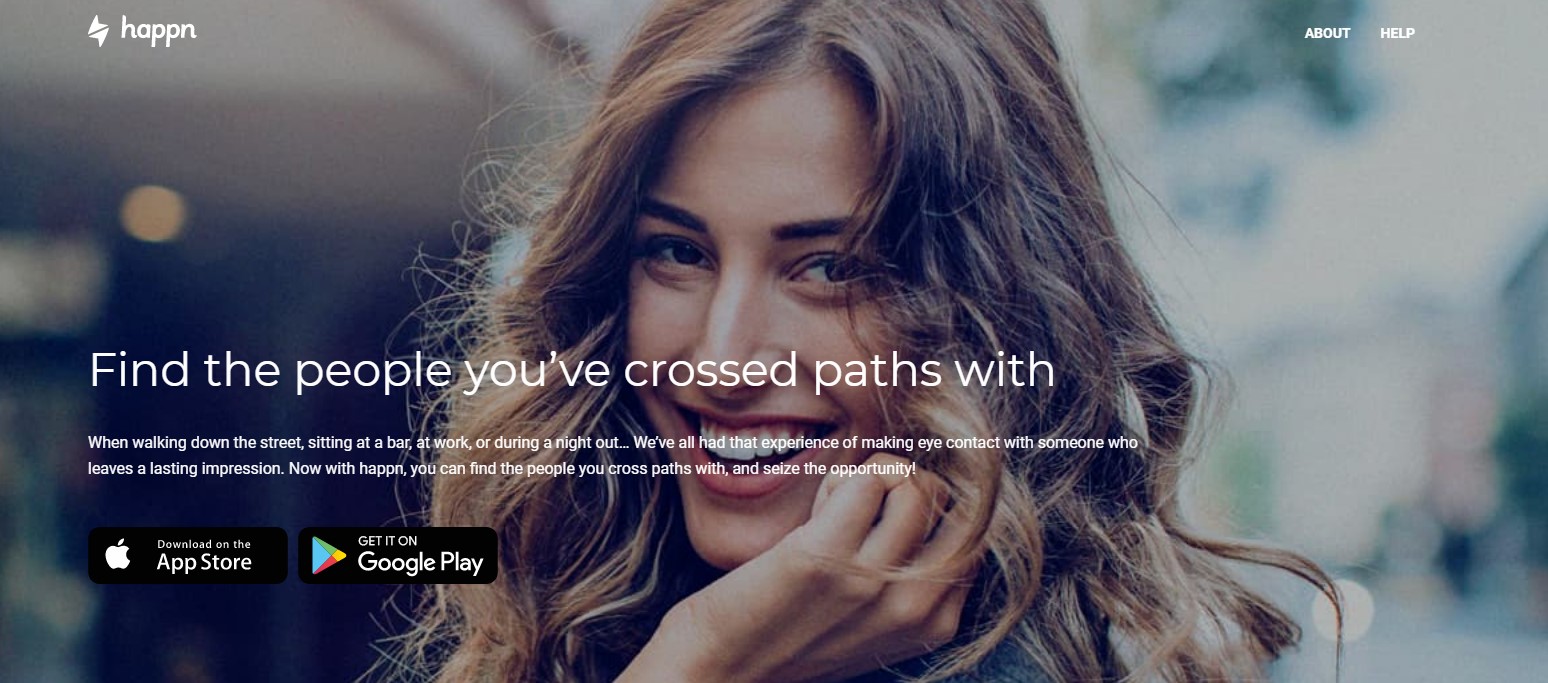 happn
ABOUT HELP
Find the people you’ve crossed paths with
When walking down the street, sitting at a bar, at work, or during a night out... We’ve all had that experience of making eye contact with someone who
leaves a lasting impression. Now with happn, you can find the people you cross paths with, and seize the opportunity!
Download on the
App Store
GET IT ON
Google Play